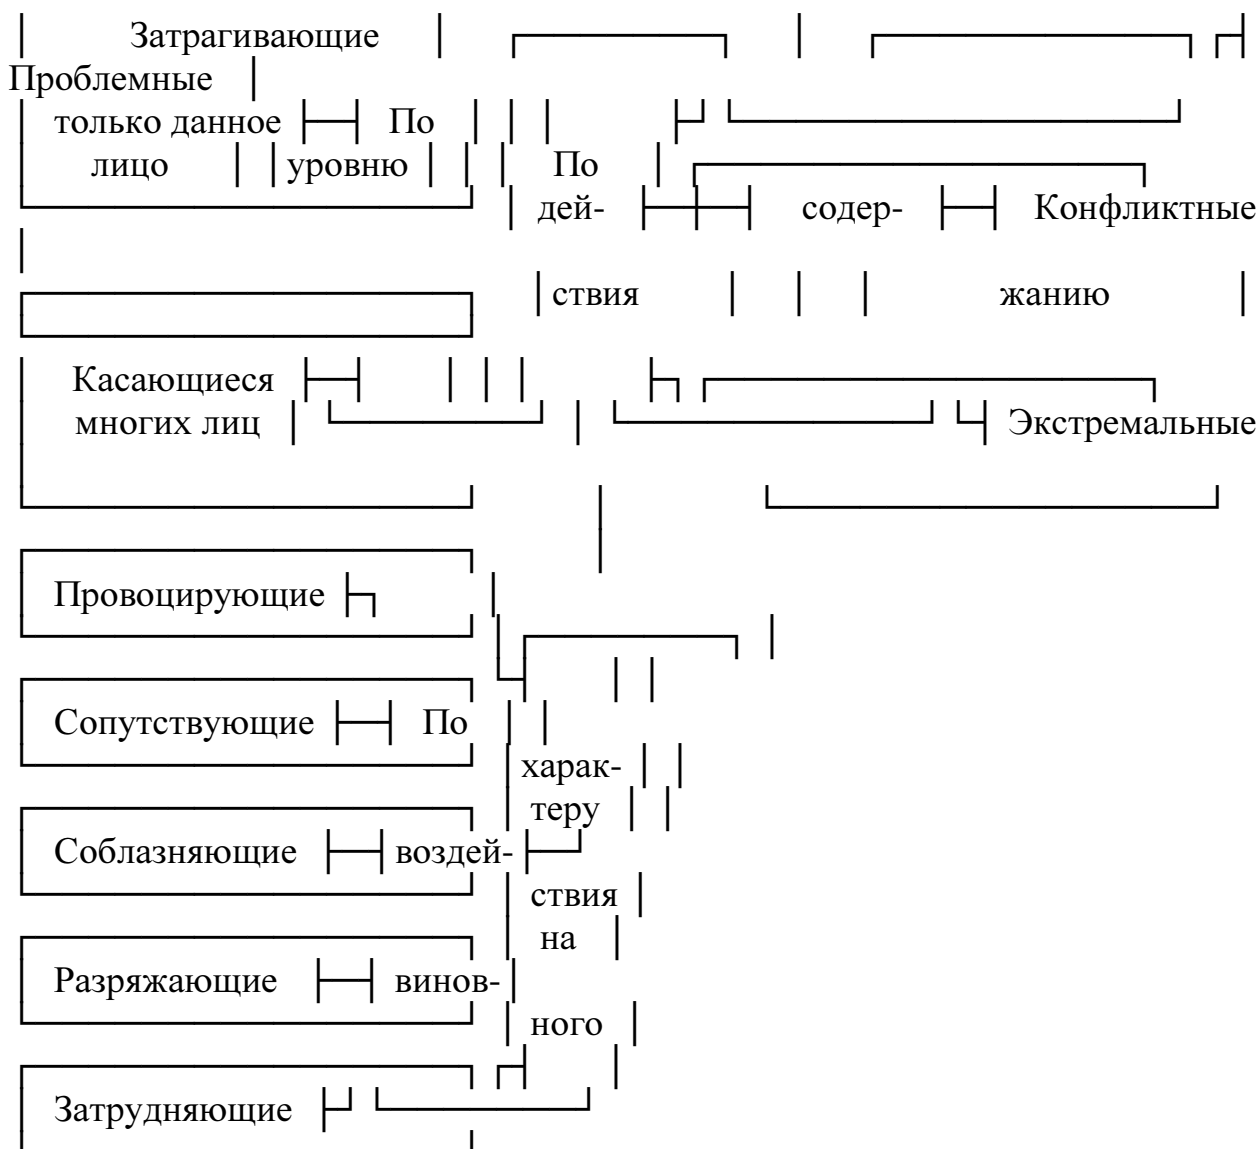 Затрагивающие
Проблемные
только данное По
лицо уровню По
дей- содер- Конфликтные
ствия жанию
Касающиеся
многих лиц Экстремальные
Провоцирующие
Сопутствующие По
харак-
теру
Соблазняющие воздей-
ствия
на
Разряжающие винов-
ного
Затрудняющие